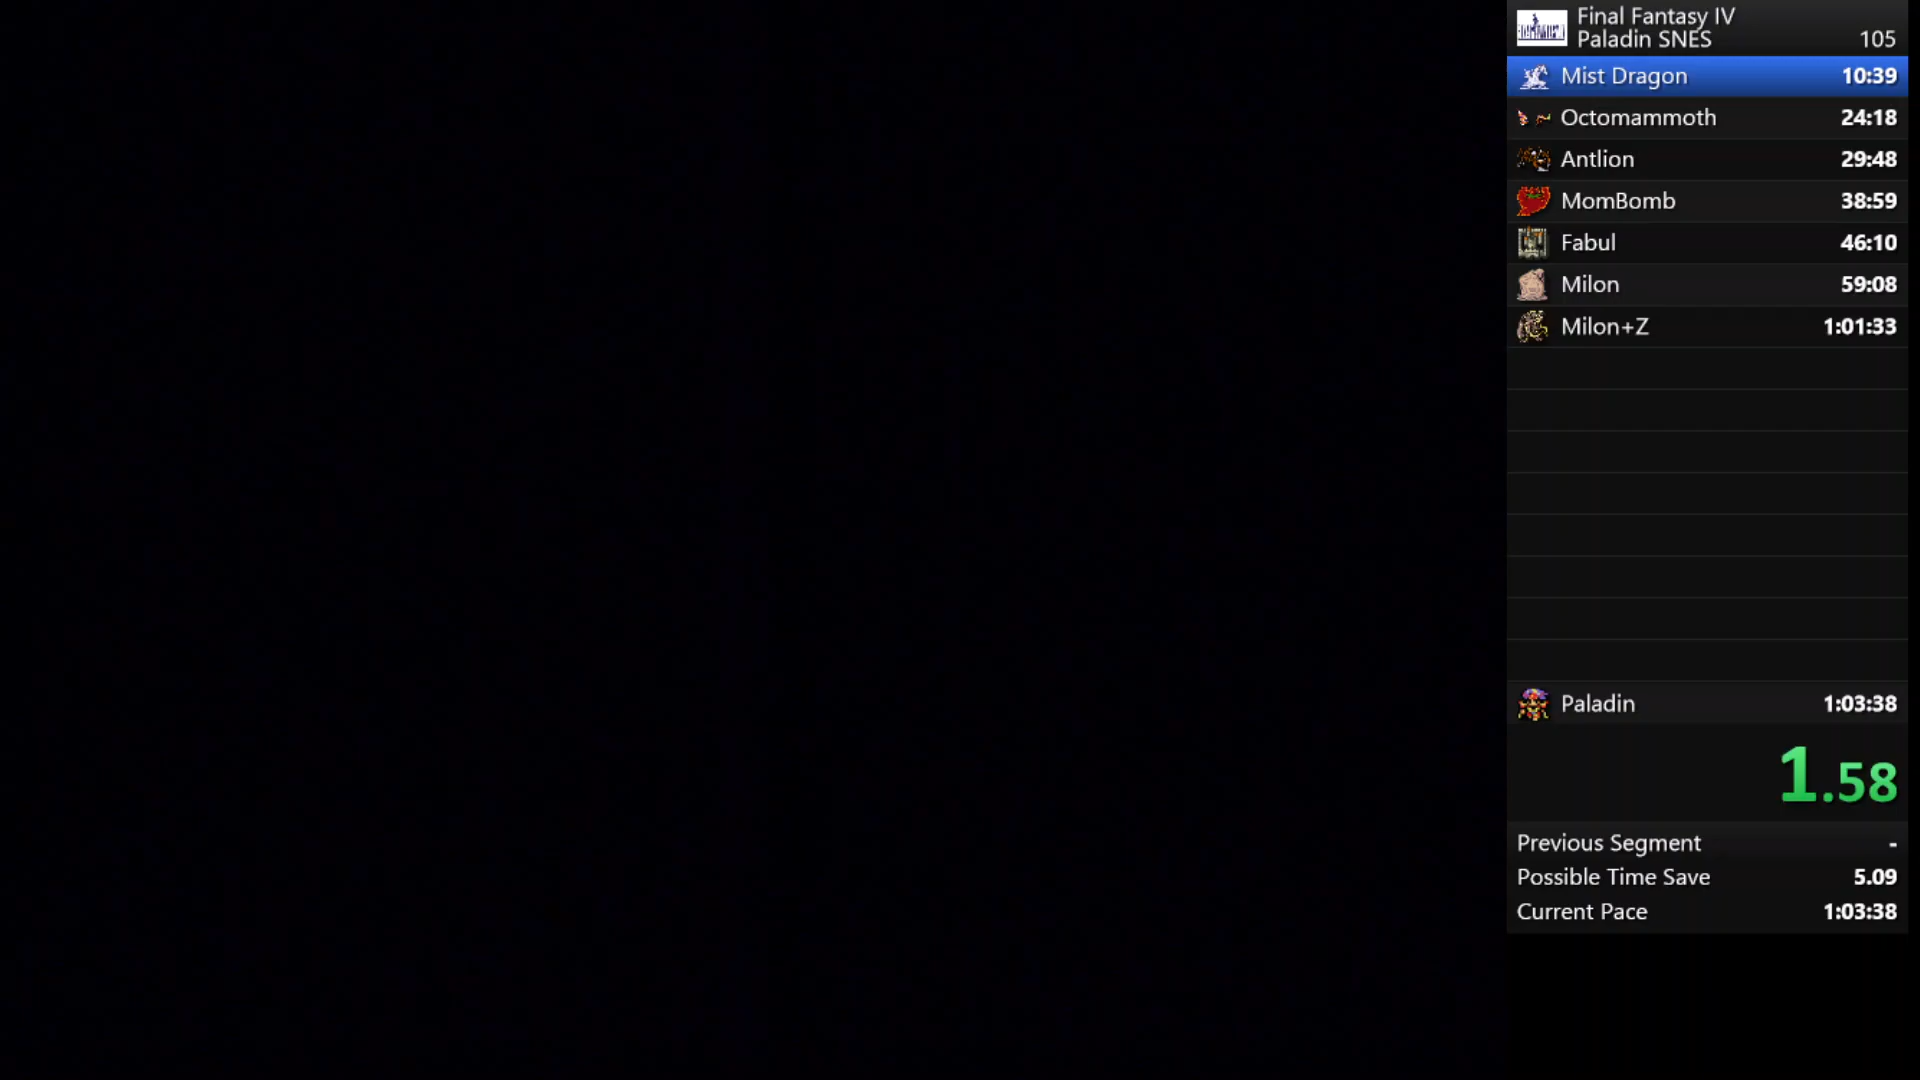 Final Fantasy IV
Paladin SNES 105
Mist Dragon 10:39
Octomammoth 24:18
Antlion 29:48
MomBomb 38:59
Fabul 46:10
Milon 59:08
Milon+Z 1:01:33
Paladin 1:03:38
1.58
Previous Segment -
Possible Time Save 5.09
Current Pace 1:03:38